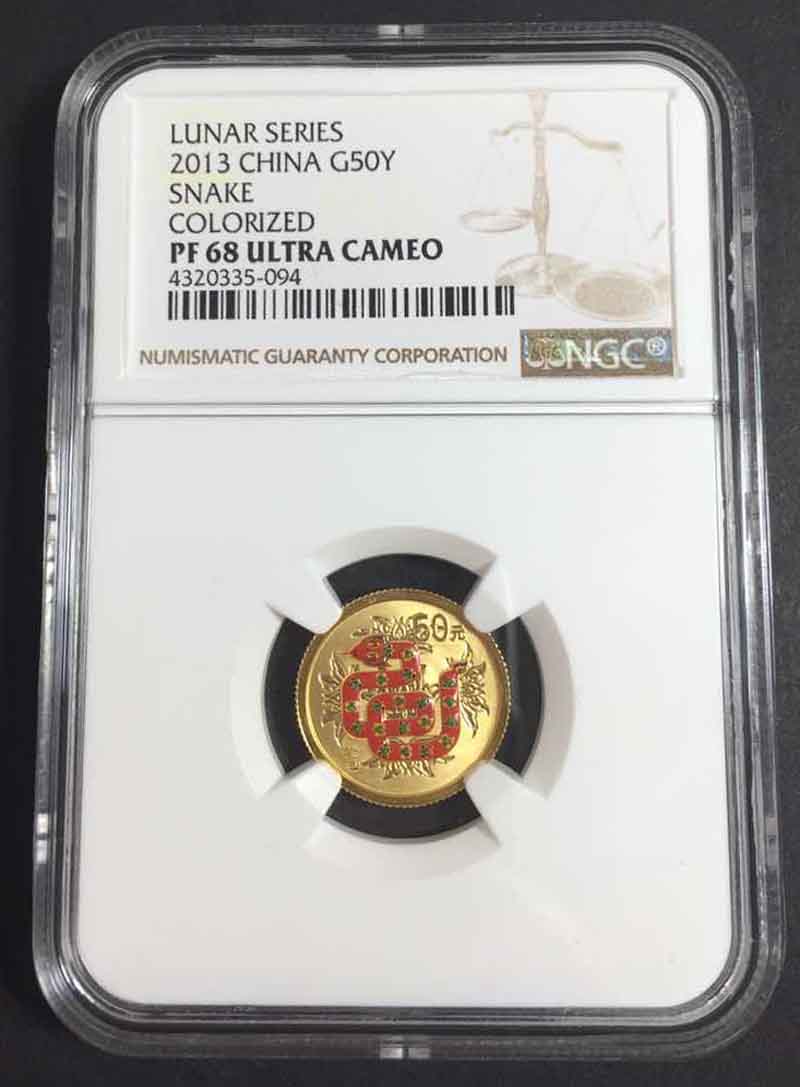 LUNAR SERIES
2013 CHINA G50Y
SNAKE
COLORIZED
PF 68 ULTRA CAMEO
4320335-094
NUMISMATIC GUARANTY CORPORATION
NGC®
50元